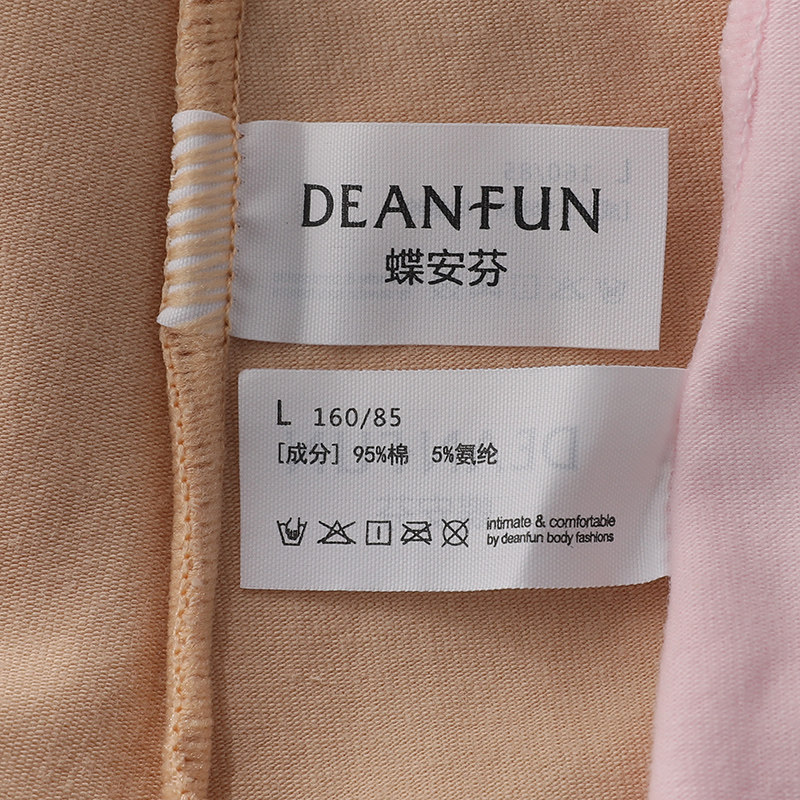 DEANFUN
蝶安芬
L 160/85
[成分] 95%棉 5%氨纶
intimate & comfortable
by deanfun body fashions